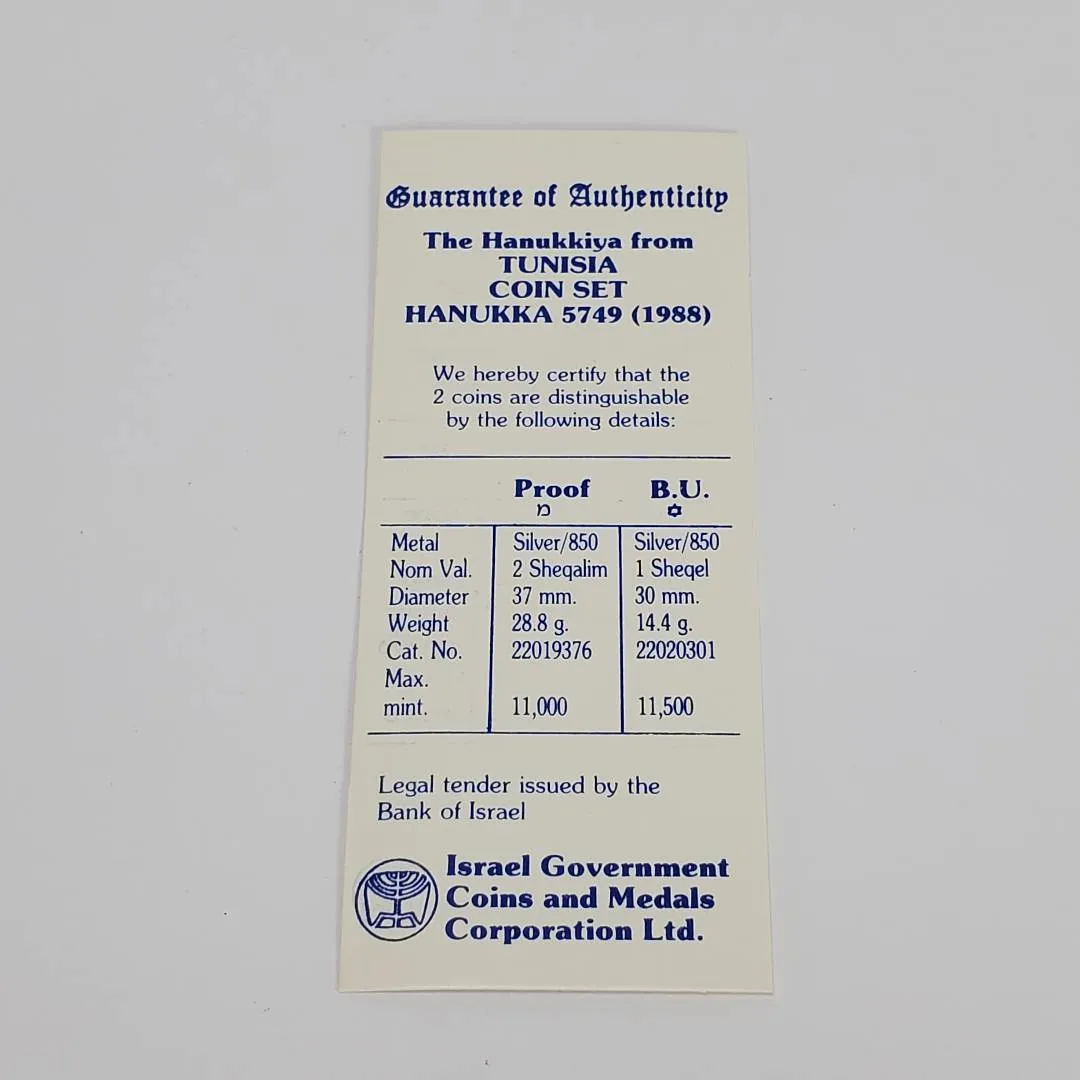 Guarantee of Authenticity
The Hanukkiya from
TUNISIA
COIN SET
HANUKKA 5749 (1988)
We hereby certify that the
2 coins are distinguishable
by the following details:
Proof B.U.
מ ✡
Metal Silver/850 Silver/850
Nom Val. 2 Sheqalim 1 Sheqel
Diameter 37 mm. 30 mm.
Weight 28.8 g. 14.4 g.
Cat. No. 22019376 22020301
Max.
mint. 11,000 11,500
Legal tender issued by the
Bank of Israel
Israel Government
Coins and Medals
Corporation Ltd.